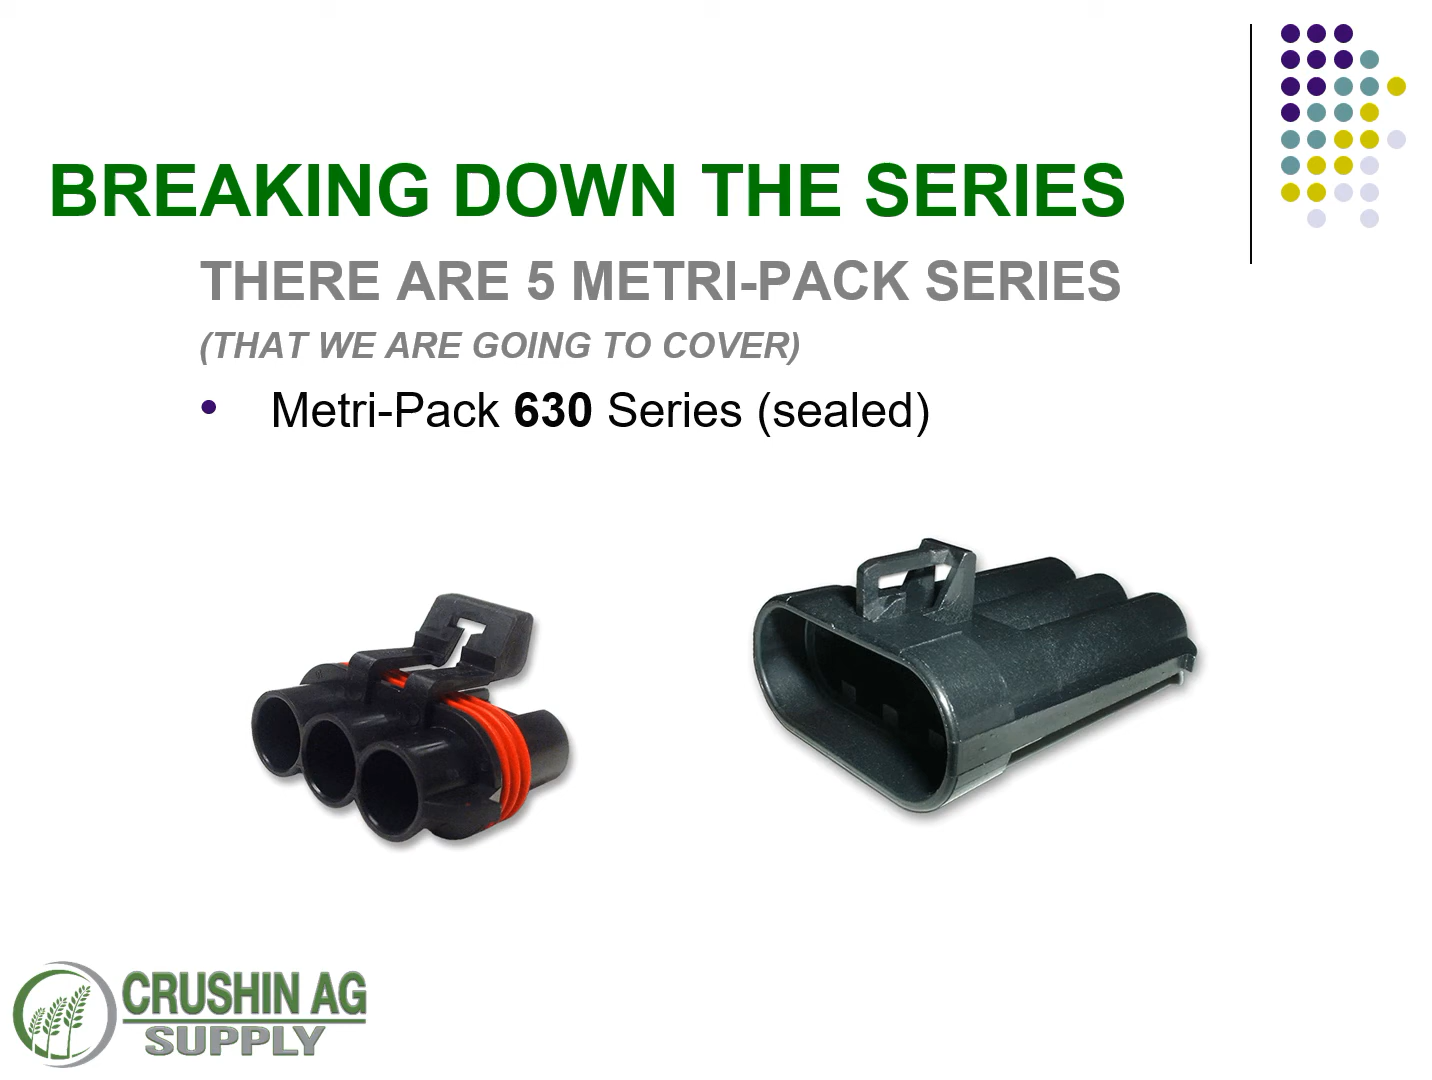 BREAKING DOWN THE SERIES
THERE ARE 5 METRI-PACK SERIES
(THAT WE ARE GOING TO COVER)
• Metri-Pack 630 Series (sealed)
CRUSHIN AG
SUPPLY